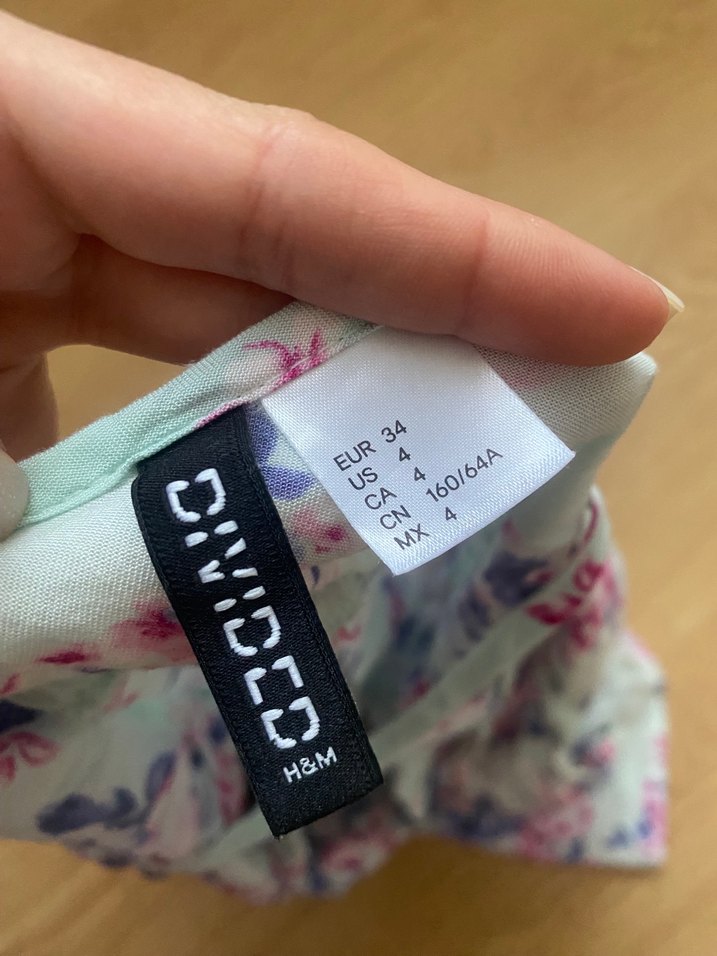 EUR 34
US 4
CA 4
CN 160/64A
MX 4
DIVIDED
H&M